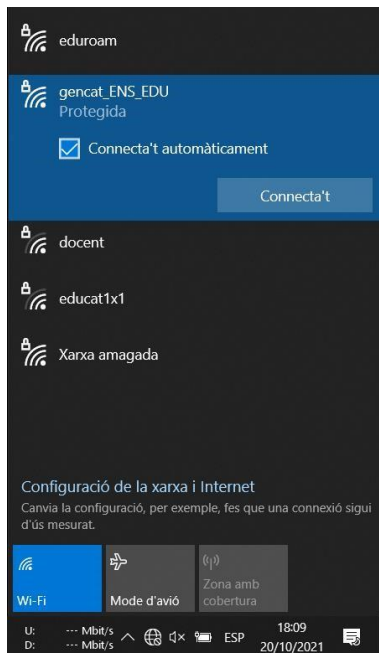 eduroam
gencat_ENS_EDU
Protegida
Connecta't automàticament
Connecta't
docent
educat1x1
Xarxa amagada
Configuració de la xarxa i Internet
Canvia la configuració, per exemple, fes que una connexió sigui
d'ús mesurat.
Wi-Fi
Mode d'avió
Zona amb
cobertura
U: --- Mbit/s
D: --- Mbit/s
ESP
18:09
20/10/2021